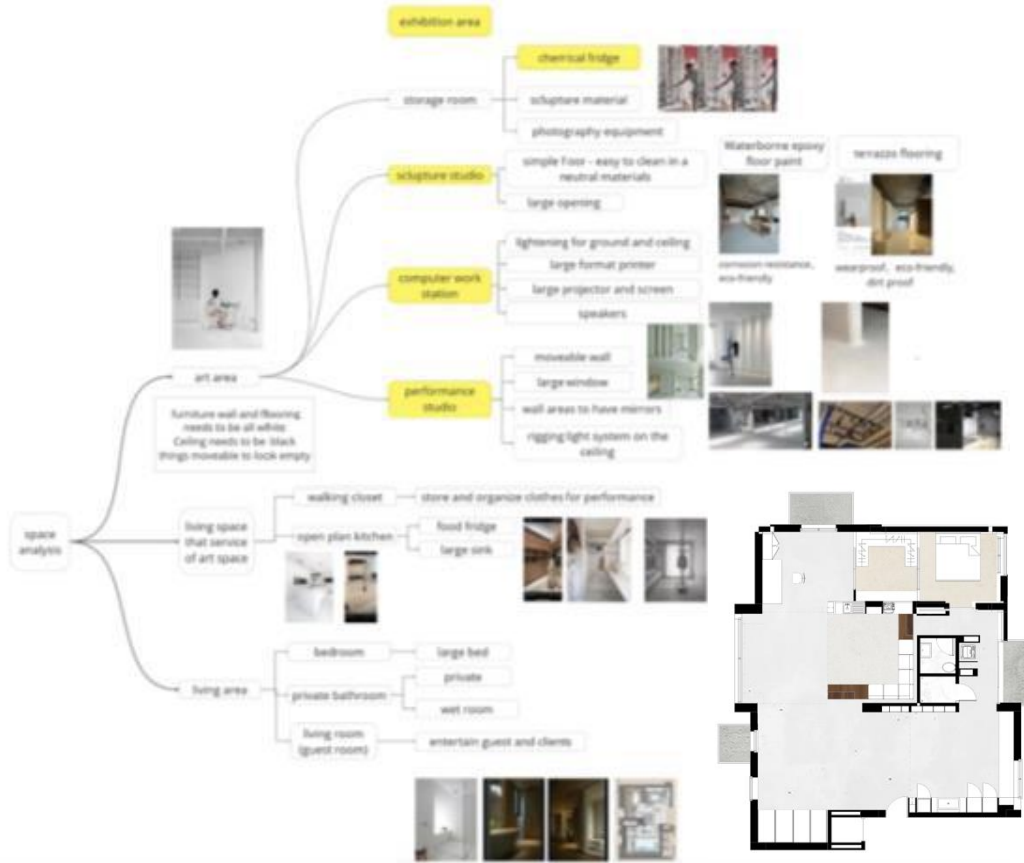 exhibition area
chemical fridge
storage room
sclupture material
photography equipment
Waterborne epoxy
floor paint
terrazzo flooring
sclupture studio
simple Foor - easy to clean in a
neutral materials
large opening
corrosion resistance,
eco-friendly
wearproof, eco-friendly,
dirt proof
lightening for ground and ceiling
large format printer
computer work
station
large projector and screen
speakers
art area
moveable wall
large window
performance
studio
wall areas to have mirrors
rigging light system on the
ceiling
furniture wall and flooring
needs to be all white
Ceiling needs to be black
things moveable to look empty
space
analysis
living space
that service
of art space
walking closet
store and organize clothes for performance
open plan kitchen
food fridge
large sink
living area
bedroom
large bed
private bathroom
private
wet room
living room
(guest room)
entertain guest and clients